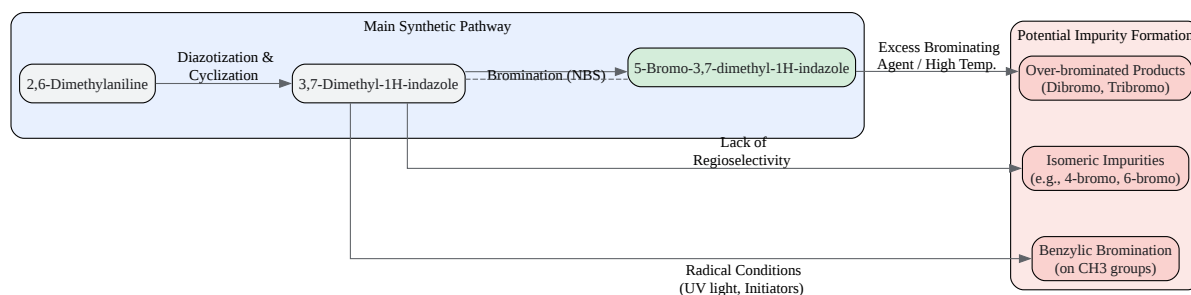 Main Synthetic Pathway
Potential Impurity Formation
Diazotization &
Cyclization
2,6-Dimethylaniline
3,7-Dimethyl-1H-indazole
Bromination (NBS)
5-Bromo-3,7-dimethyl-1H-indazole
Excess Brominating
Agent / High Temp.
Over-brominated Products
(Dibromo, Tribromo)
Lack of
Regioselectivity
Isomeric Impurities
(e.g., 4-bromo, 6-bromo)
Radical Conditions
(UV light, Initiators)
Benzylic Bromination
(on CH3 groups)